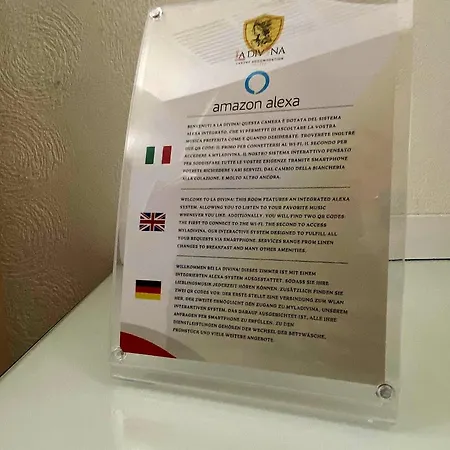 LA DIVINA
LUXURY ACCOMMODATION
amazon alexa
BENVENUTI A LA DIVINA! QUESTA CAMERA È DOTATA DEL SISTEMA
ALEXA INTEGRATO, CHE VI PERMETTE DI ASCOLTARE LA VOSTRA
MUSICA PREFERITA COME E QUANDO DESIDERATE. TROVERETE INOLTRE
DUE QR CODE: IL PRIMO PER CONNETTERSI AL WI-FI, IL SECONDO PER
ACCEDERE A MYLADIVINA, IL NOSTRO SISTEMA INTERATTIVO PENSATO
PER SODDISFARE TUTTE LE VOSTRE ESIGENZE TRAMITE SMARTPHONE
POTRETE RICHIEDERE VARI SERVIZI, DAL CAMBIO DELLA BIANCHERIA
ALLA COLAZIONE, E MOLTO ALTRO ANCORA.
WELCOME TO LA DIVINA! THIS ROOM FEATURES AN INTEGRATED ALEXA
SYSTEM, ALLOWING YOU TO LISTEN TO YOUR FAVORITE MUSIC
WHENEVER YOU LIKE. ADDITIONALLY, YOU WILL FIND TWO QR CODES:
THE FIRST TO CONNECT TO THE WI-FI, THE SECOND TO ACCESS
MYLADIVINA, OUR INTERACTIVE SYSTEM DESIGNED TO FULFILL ALL
YOUR REQUESTS VIA SMARTPHONE. SERVICES RANGE FROM LINEN
CHANGES TO BREAKFAST AND MANY OTHER AMENITIES.
WILLKOMMEN BEI LA DIVINA! DIESES ZIMMER IST MIT EINEM
INTEGRIERTEN ALEXA-SYSTEM AUSGESTATTET, SODASS SIE IHRE
LIEBLINGSMUSIK JEDERZEIT HÖREN KÖNNEN. ZUSÄTZLICH FINDEN SIE
ZWEI QR CODES VOR: DER ERSTE STELLT EINE VERBINDUNG ZUM WLAN
HER, DER ZWEITE ERMÖGLICHT DEN ZUGANG ZU MYLADIVINA, UNSEREM
INTERAKTIVEN SYSTEM, DAS DARAUF AUSGERICHTET IST, ALLE IHRE
ANFRAGEN PER SMARTPHONE ZU ERFÜLLEN. ZU DEN
DIENSTLEISTUNGEN GEHÖREN DER WECHSEL DER BETTWÄSCHE,
FRÜHSTÜCK UND VIELE WEITERE ANGEBOTE.